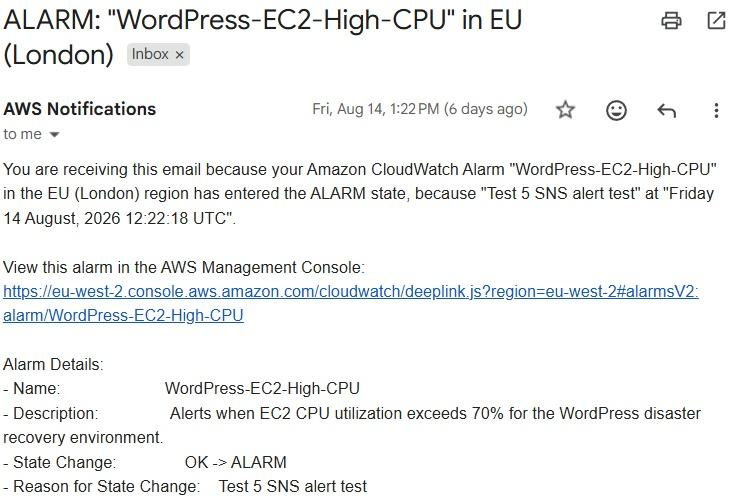 ALARM: "WordPress-EC2-High-CPU" in EU
(London) Inbox ×
AWS Notifications Fri, Aug 14, 1:22 PM (6 days ago)
to me
You are receiving this email because your Amazon CloudWatch Alarm "WordPress-EC2-High-CPU"
in the EU (London) region has entered the ALARM state, because "Test 5 SNS alert test" at "Friday
14 August, 2026 12:22:18 UTC".
View this alarm in the AWS Management Console:
https://eu-west-2.console.aws.amazon.com/cloudwatch/deeplink.js?region=eu-west-2#alarmsV2:
alarm/WordPress-EC2-High-CPU
Alarm Details:
- Name: WordPress-EC2-High-CPU
- Description: Alerts when EC2 CPU utilization exceeds 70% for the WordPress disaster
recovery environment.
- State Change: OK -> ALARM
- Reason for State Change: Test 5 SNS alert test